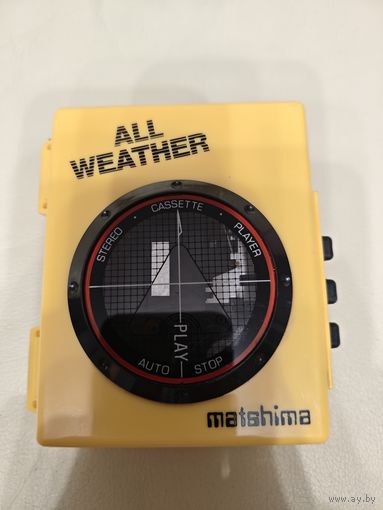 ALL
WEATHER
STEREO CASSETTE PLAYER
PLAY
AUTO STOP
matshima
www.ay.by